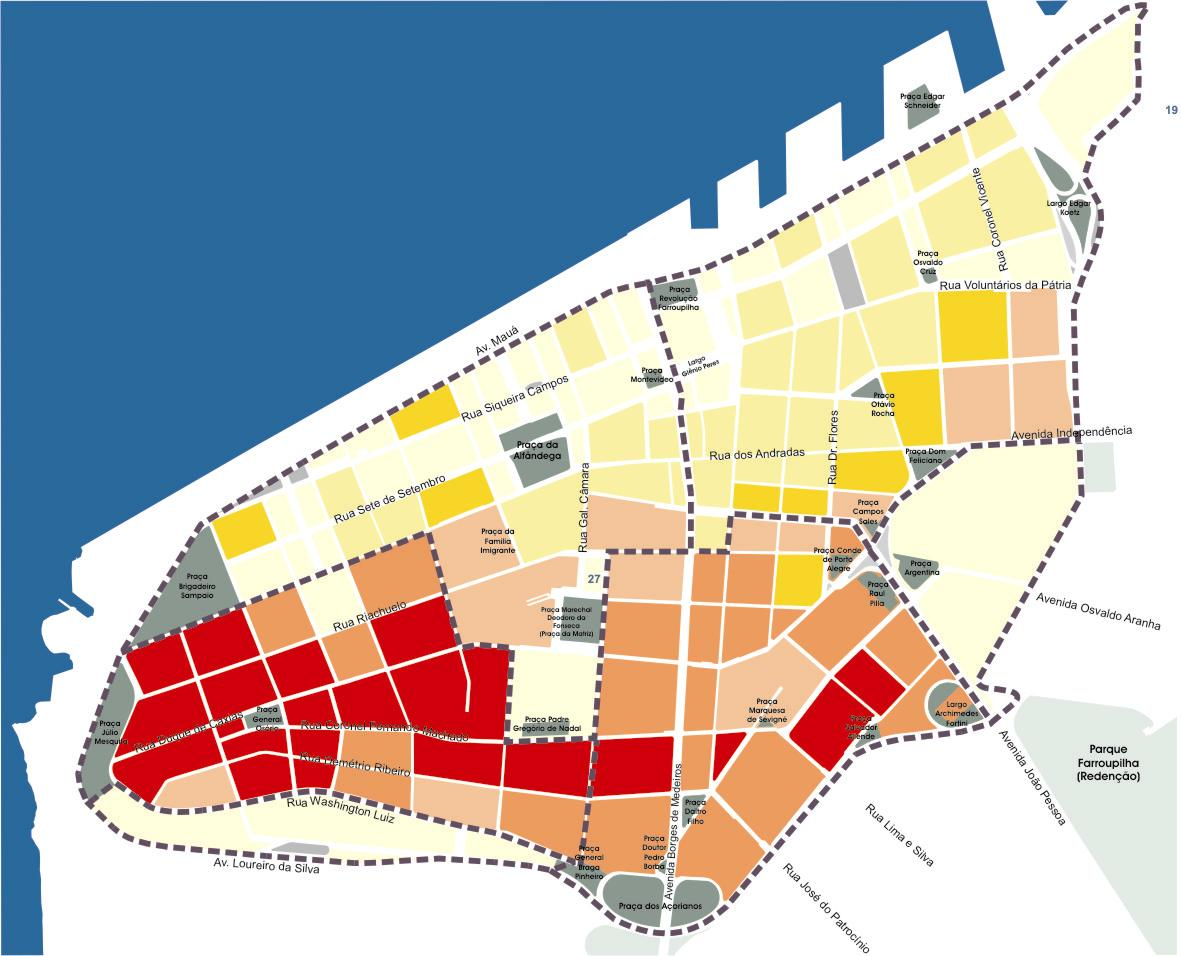 Praça Edgar
Schneider
19
Rua Coronel Vicente
Largo Edgar
Koetz
Praça
Osvaldo
Cruz
Rua Voluntários da Pátria
Praça
Revolução
Farroupilha
Av. Mauá
Largo
Glênio Peres
Praça
Montevideo
Rua Siqueira Campos
Praça
Otávio
Rocha
Avenida Independência
Praça da
Alfândega
Rua dos Andradas
Rua Dr. Flores
Praça Dom
Feliciano
Rua Sete de Setembro
Rua Gal. Câmara
Praça
Campos
Sales
Praça da
Família
Imigrante
Praça Conde
de Porto
Alegre
Praça
Argentina
27
Praça
Brigadeiro
Sampaio
Praça
Raul
Pilla
Rua Riachuelo
Praça Marechal
Deodoro da
Fonseca
(Praça da Matriz)
Avenida Osvaldo Aranha
Praça
Júlio
Mesquita
Rua Duque de Caxias
Praça
General
Osório
Rua Coronel Fernando Machado
Praça Padre
Gregório de Nadal
Praça
Marquesa
de Sevigné
Praça
Salvador
Allende
Largo
Archimedes
Fortini
Rua Demétrio Ribeiro
Avenida João Pessoa
Parque
Farroupilha
(Redenção)
Rua Washington Luiz
Avenida Borges de Medeiros
Praça
Daltro
Filho
Rua Lima e Silva
Av. Loureiro da Silva
Praça
General
Braga
Pinheiro
Praça
Doutor
Pedro
Borba
Rua José do Patrocínio
Praça dos Açorianos